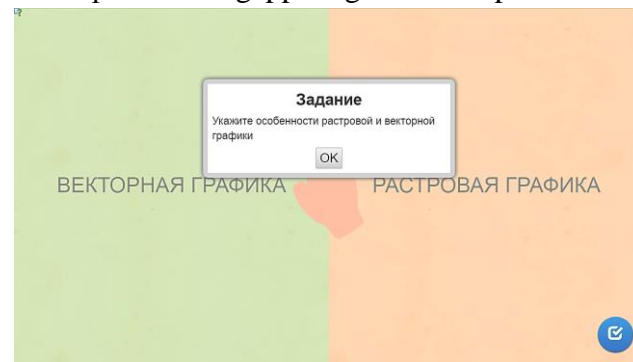 Задание
Укажите особенности растровой и векторной
графики
OK
ВЕКТОРНАЯ ГРАФИКА
РАСТРОВАЯ ГРАФИКА